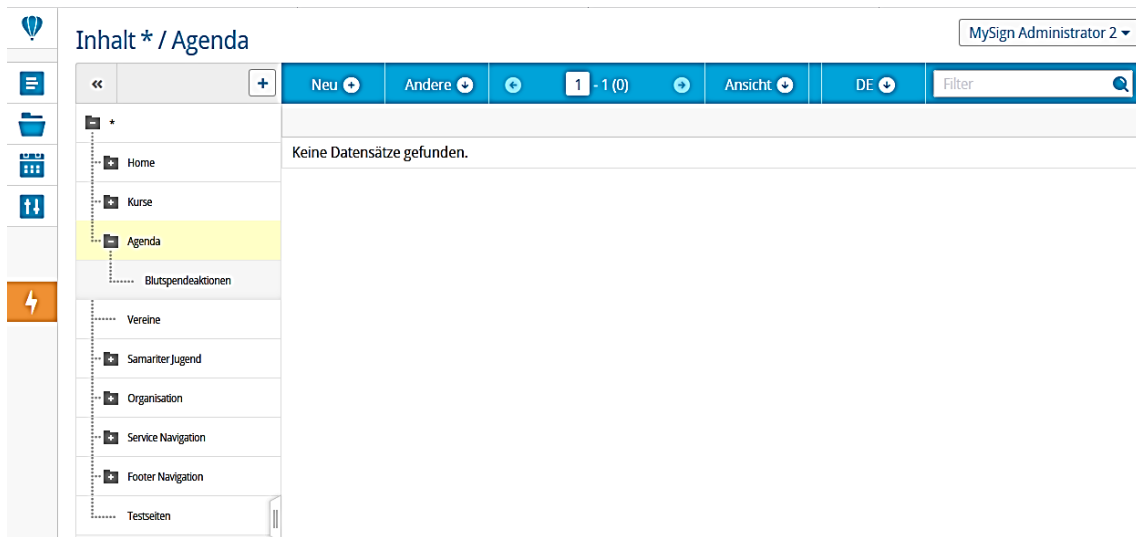 Inhalt * / Agenda
MySign Administrator 2
«
+
Neu
Andere
1 - 1 (0)
Ansicht
DE
Filter
*
Keine Datensätze gefunden.
Home
Kurse
Agenda
Blutspendeaktionen
Vereine
Samariter Jugend
Organisation
Service Navigation
Footer Navigation
Testseiten